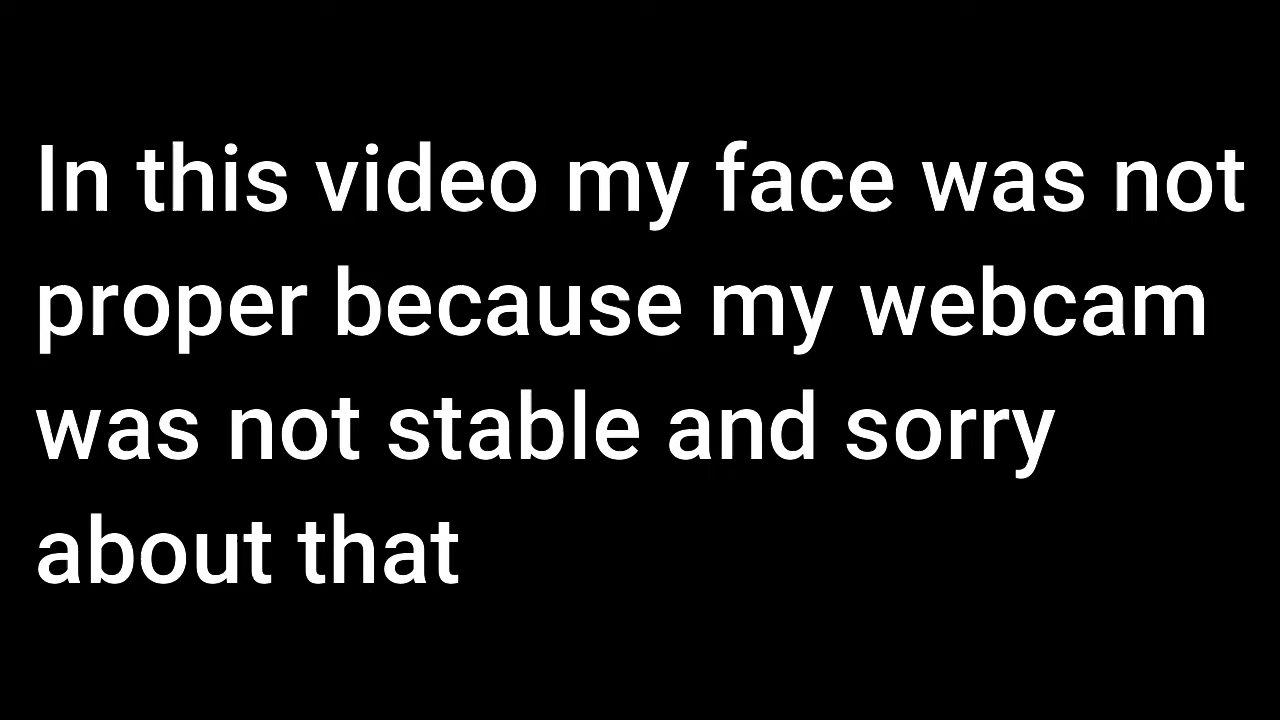 In this video my face was not
proper because my webcam
was not stable and sorry
about that